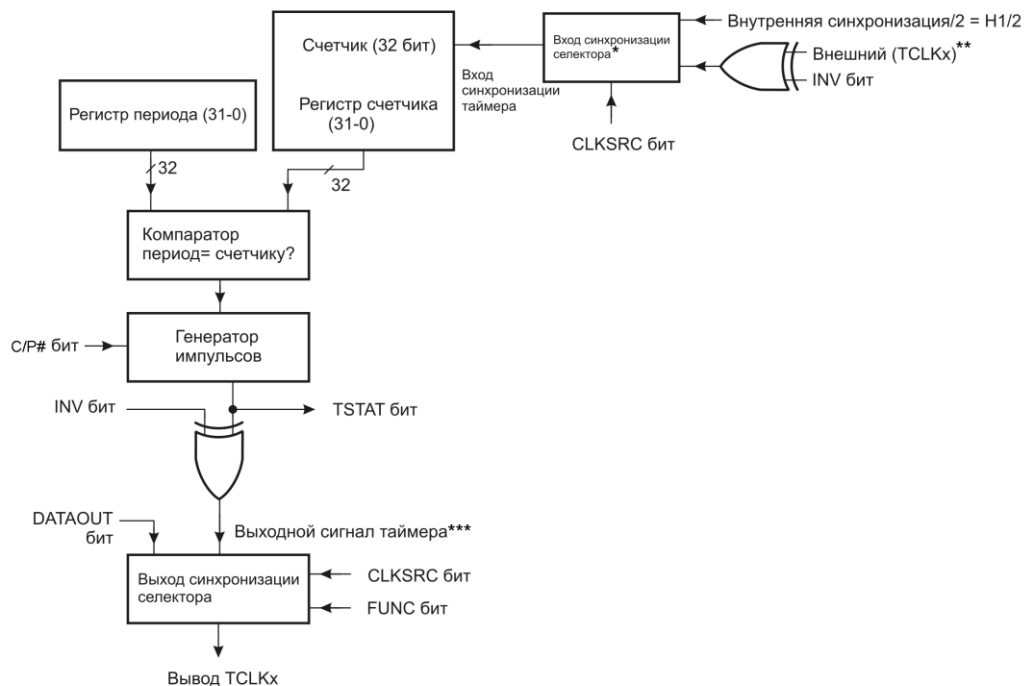 Внутренняя синхронизация/2 = H1/2
Счетчик (32 бит)
Вход синхронизации
селектора*
Внешний (TCLKx)**
INV бит
Вход
синхронизации
таймера
Регистр периода (31-0)
Регистр счетчика
(31-0)
CLKSRC бит
32
32
Компаратор
период= счетчику?
C/P# бит
Генератор
импульсов
INV бит
TSTAT бит
DATAOUT
бит
Выходной сигнал таймера***
Выход синхронизации
селектора
CLKSRC бит
FUNC бит
Вывод TCLKx